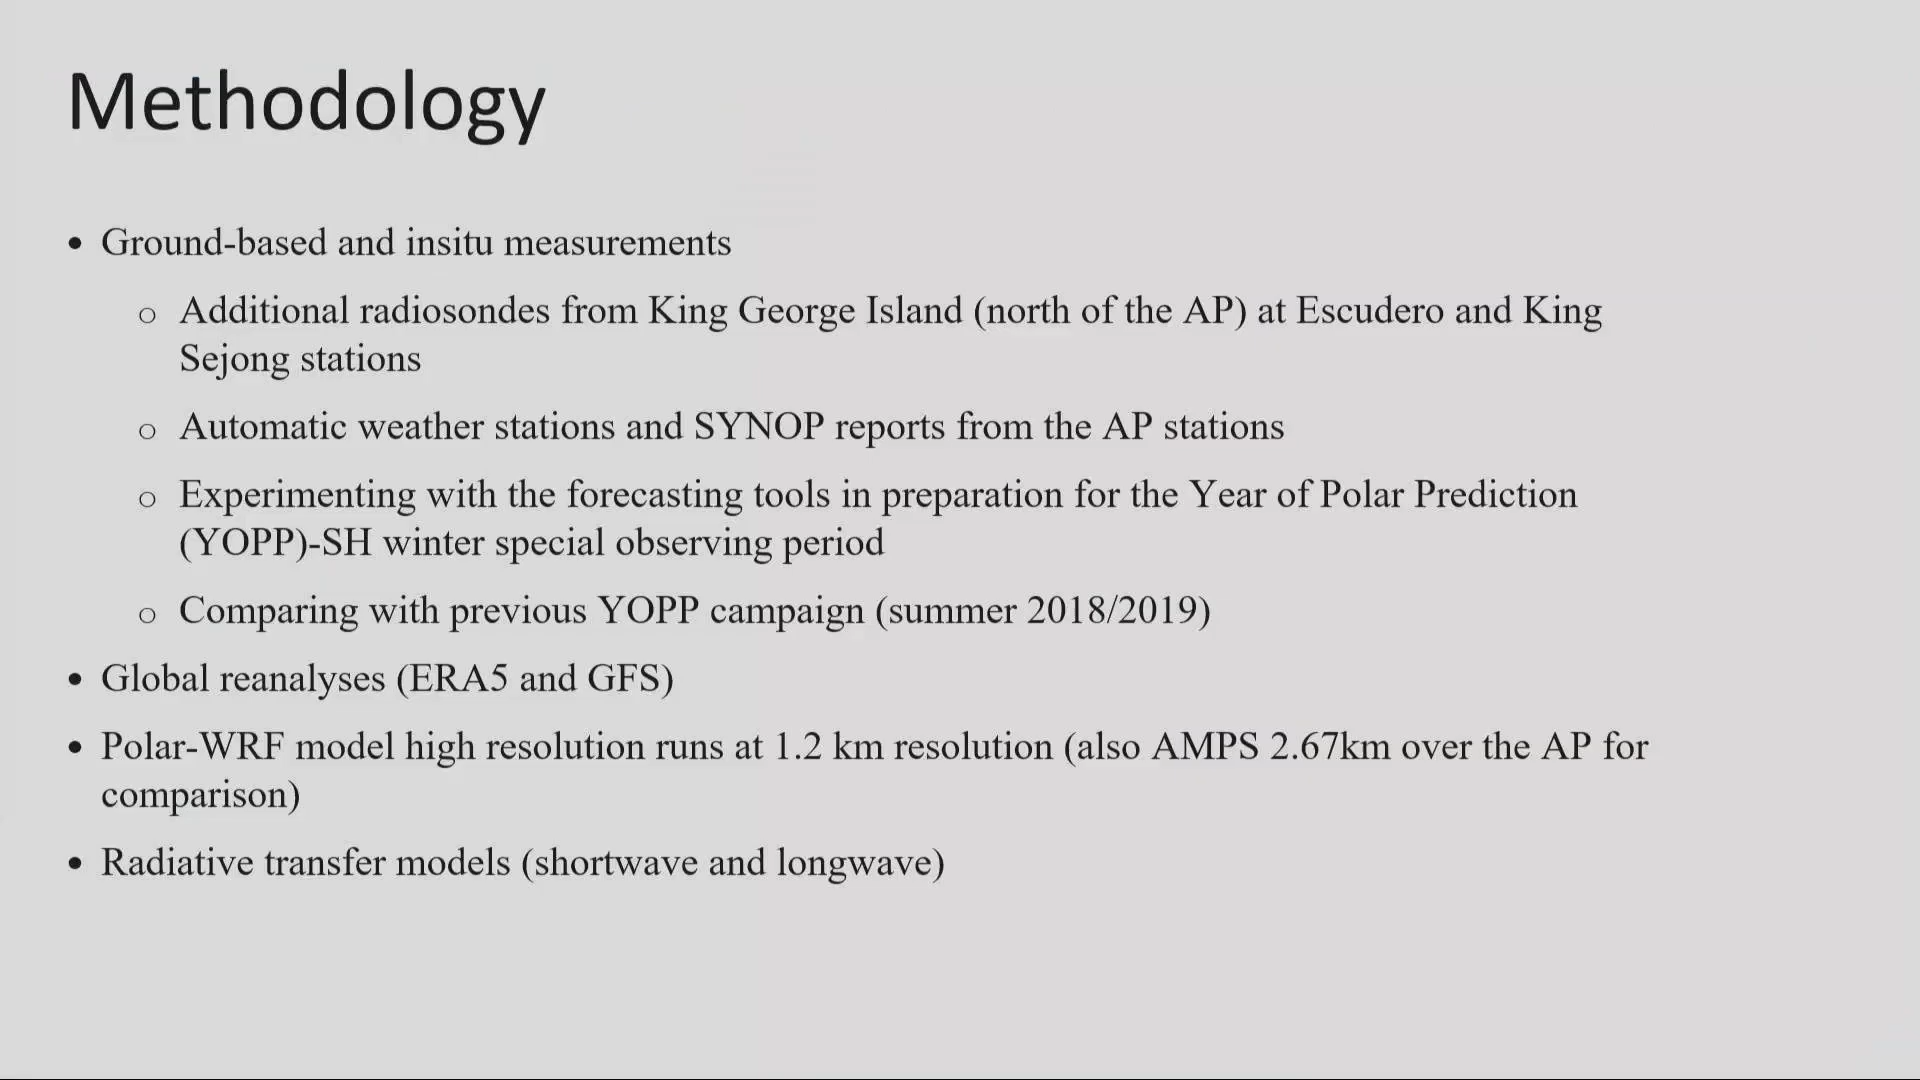 Methodology
• Ground-based and insitu measurements
○ Additional radiosondes from King George Island (north of the AP) at Escudero and King
Sejong stations
○ Automatic weather stations and SYNOP reports from the AP stations
○ Experimenting with the forecasting tools in preparation for the Year of Polar Prediction
(YOPP)-SH winter special observing period
○ Comparing with previous YOPP campaign (summer 2018/2019)
• Global reanalyses (ERA5 and GFS)
• Polar-WRF model high resolution runs at 1.2 km resolution (also AMPS 2.67km over the AP for
comparison)
• Radiative transfer models (shortwave and longwave)